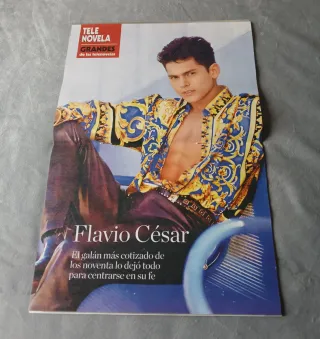 TELE
NOVELA
GRANDES
de las telenovelas
Flavio César
El galán más cotizado de
los noventa lo dejó todo
para centrarse en su fe